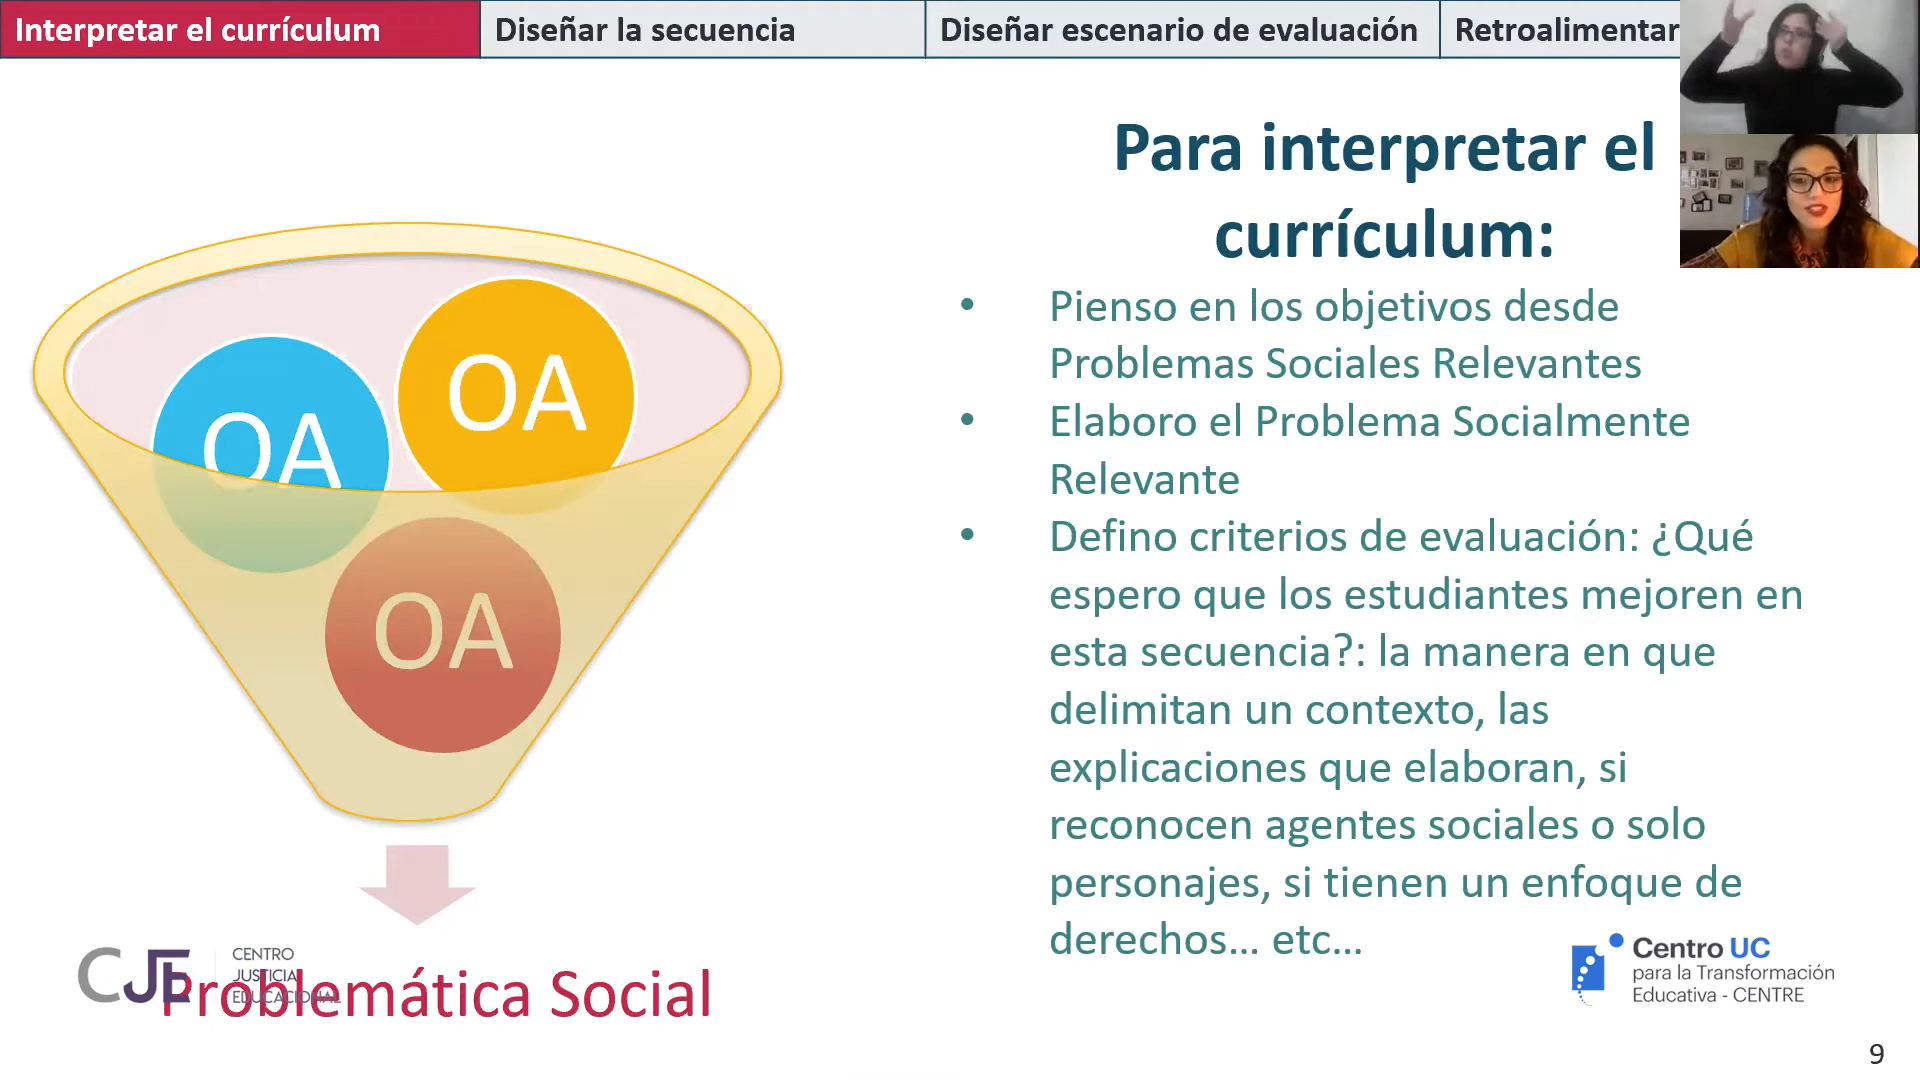 Interpretar el currículum
Diseñar la secuencia
Diseñar escenario de evaluación
Retroalimentar
Para interpretar el
currículum:
• Pienso en los objetivos desde
Problemas Sociales Relevantes
• Elaboro el Problema Socialmente
Relevante
• Defino criterios de evaluación: ¿Qué
espero que los estudiantes mejoren en
esta secuencia?: la manera en que
delimitan un contexto, las
explicaciones que elaboran, si
reconocen agentes sociales o solo
personajes, si tienen un enfoque de
derechos... etc...
OA
OA
OA
Problemática Social
CJE
CENTRO
JUSTICIA
EDUCACIONAL
Centro UC
para la Transformación
Educativa - CENTRE
9